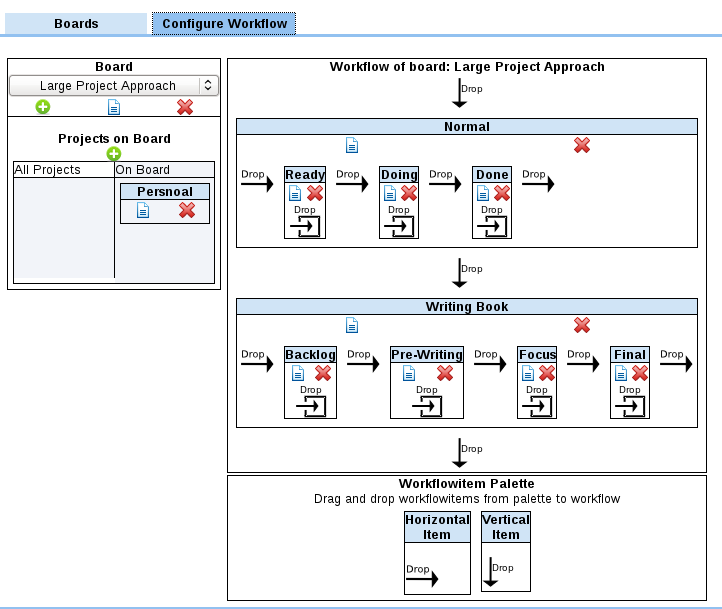 Boards Configure Workflow
Board
Large Project Approach
Projects on Board
All Projects On Board
Persnoal
Workflow of board: Large Project Approach
Drop
Normal
Drop Ready Drop Doing Drop Done Drop
Drop Drop Drop
Drop
Writing Book
Drop Backlog Drop Pre-Writing Drop Focus Drop Final Drop
Drop Drop Drop Drop
Drop
Workflowitem Palette
Drag and drop workflowitems from palette to workflow
Horizontal Vertical
Item Item
Drop Drop